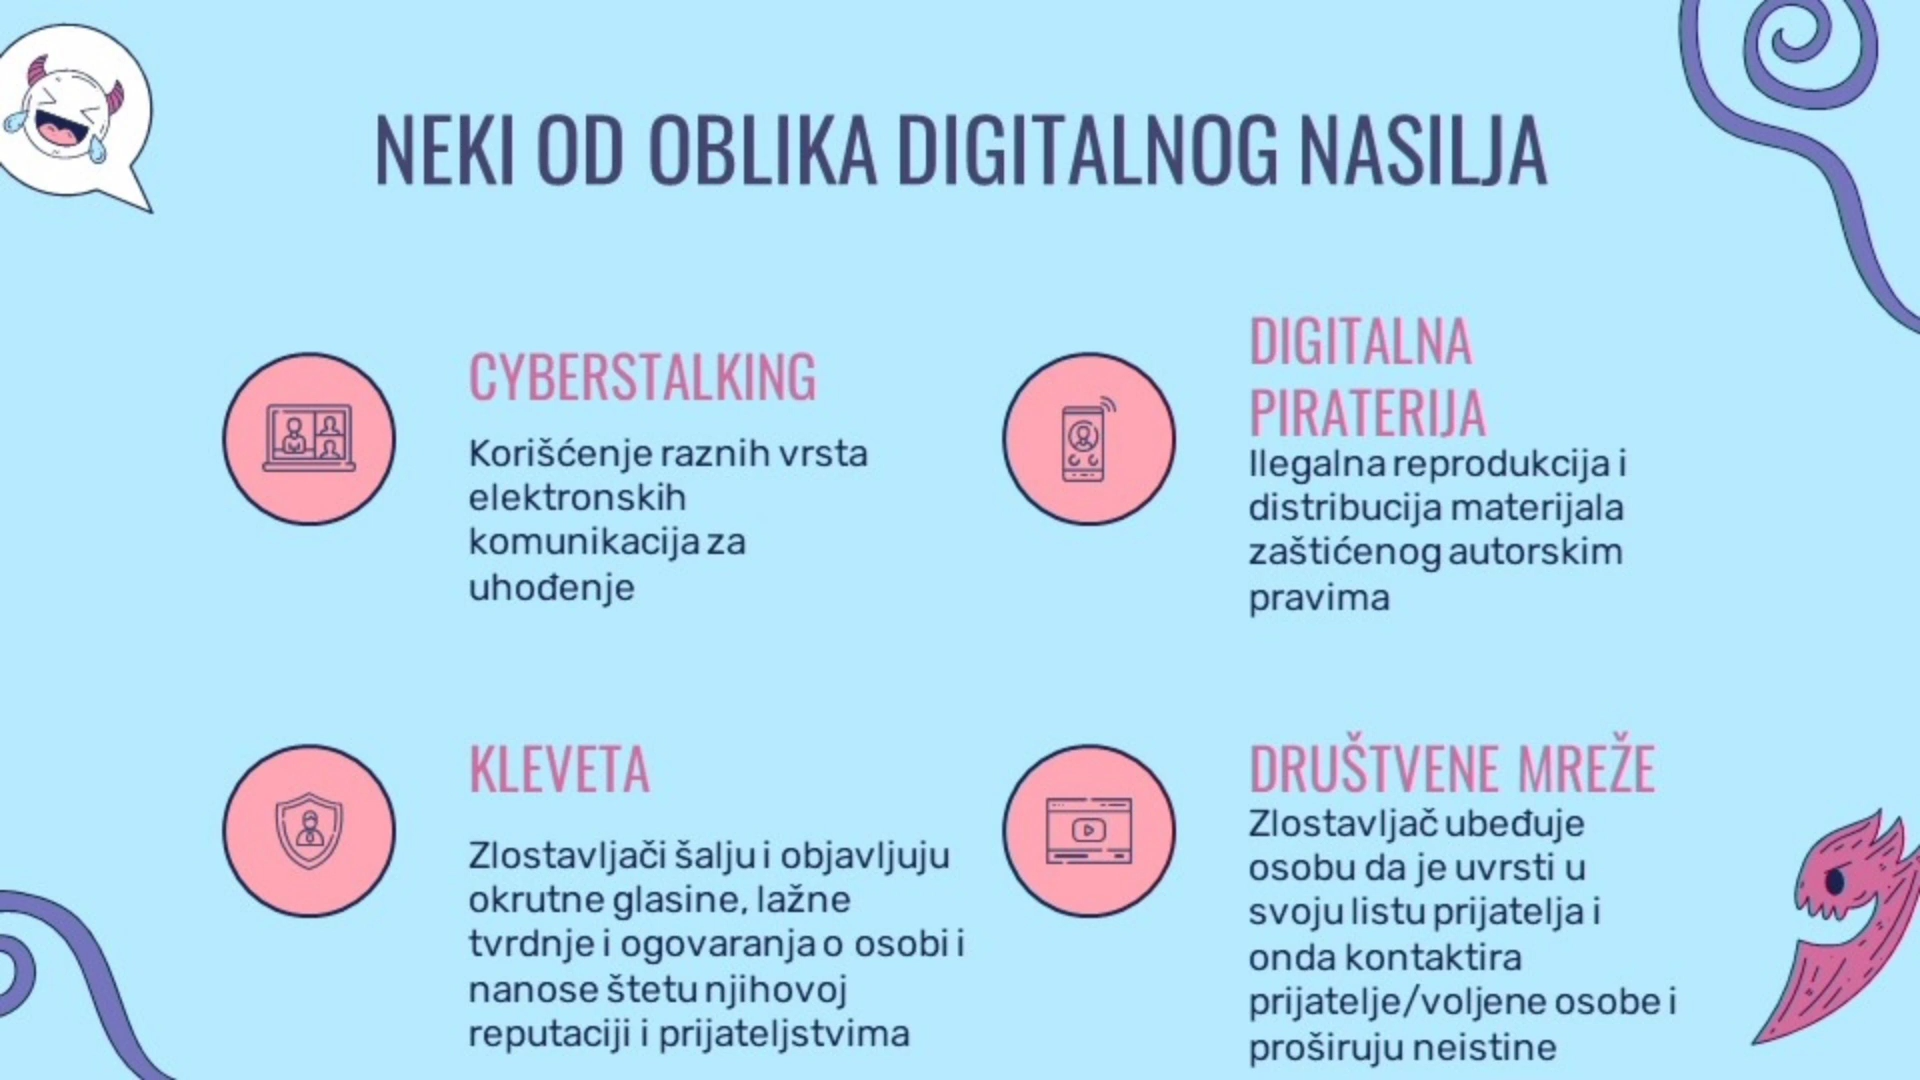 NEKI OD OBLIKA DIGITALNOG NASILJA
CYBERSTALKING
Korišćenje raznih vrsta
elektronskih
komunikacija za
uhođenje
DIGITALNA
PIRATERIJA
Ilegalna reprodukcija i
distribucija materijala
zaštićenog autorskim
pravima
KLEVETA
Zlostavljači šalju i objavljuju
okrutne glasine, lažne
tvrdnje i ogovaranja o osobi i
nanose štetu njihovoj
reputaciji i prijateljstvima
DRUŠTVENE MREŽE
Zlostavljač ubeđuje
osobu da je uvrsti u
svoju listu prijatelja i
onda kontaktira
prijatelje/voljene osobe i
proširuju neistine